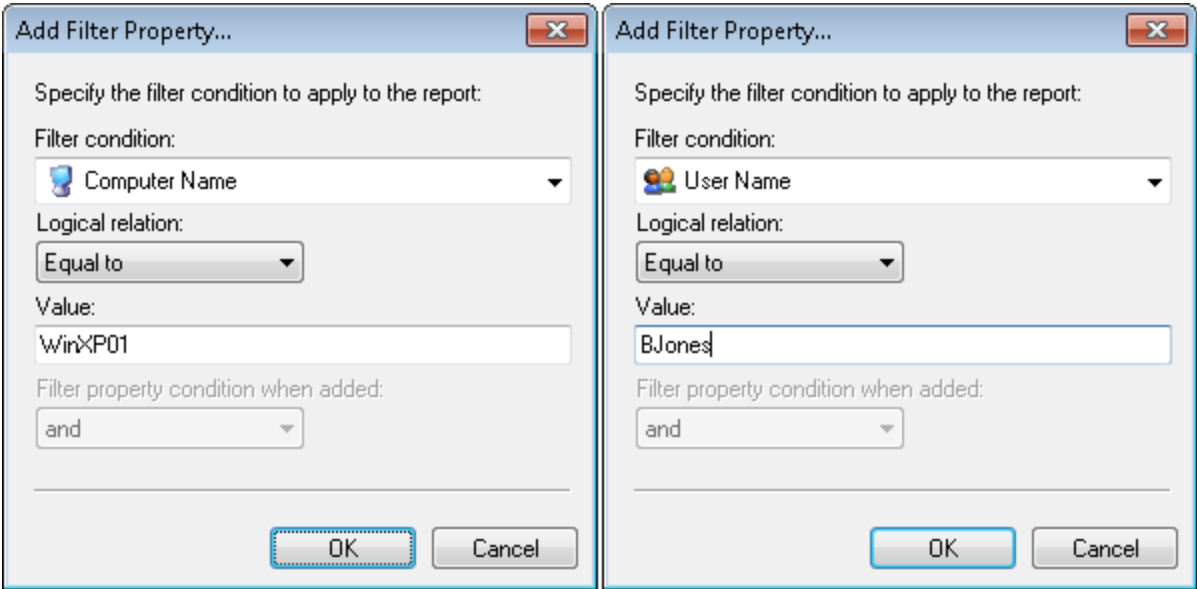 Add Filter Property...
Specify the filter condition to apply to the report:
Filter condition:
Computer Name
Logical relation:
Equal to
Value:
WinXP01
Filter property condition when added:
and
OK Cancel
Add Filter Property...
Specify the filter condition to apply to the report:
Filter condition:
User Name
Logical relation:
Equal to
Value:
BJones
Filter property condition when added:
and
OK Cancel